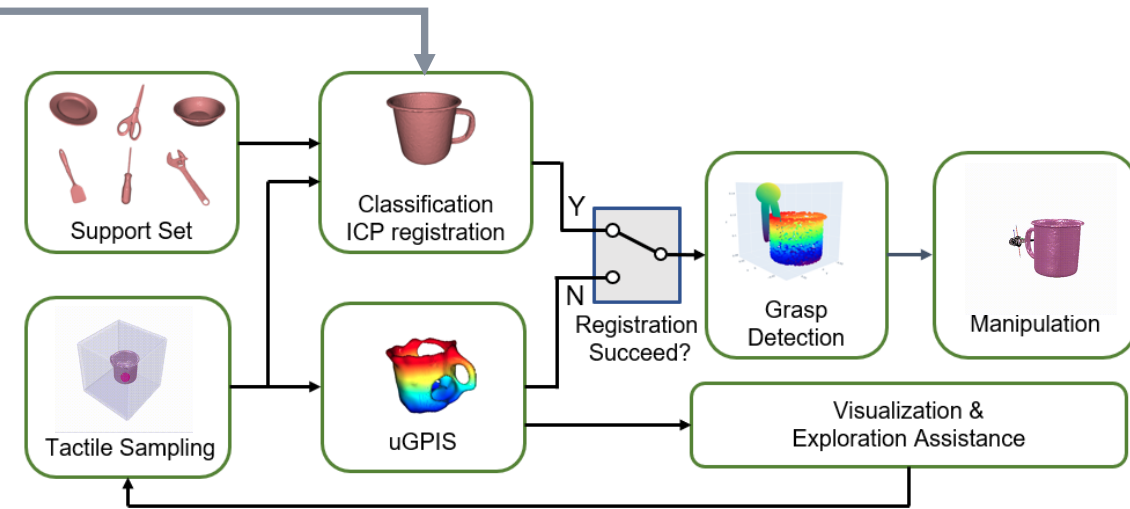 Support Set
Classification
ICP registration
Y
N
Registration
Succeed?
Grasp
Detection
Manipulation
Tactile Sampling
uGPIS
Visualization &
Exploration Assistance